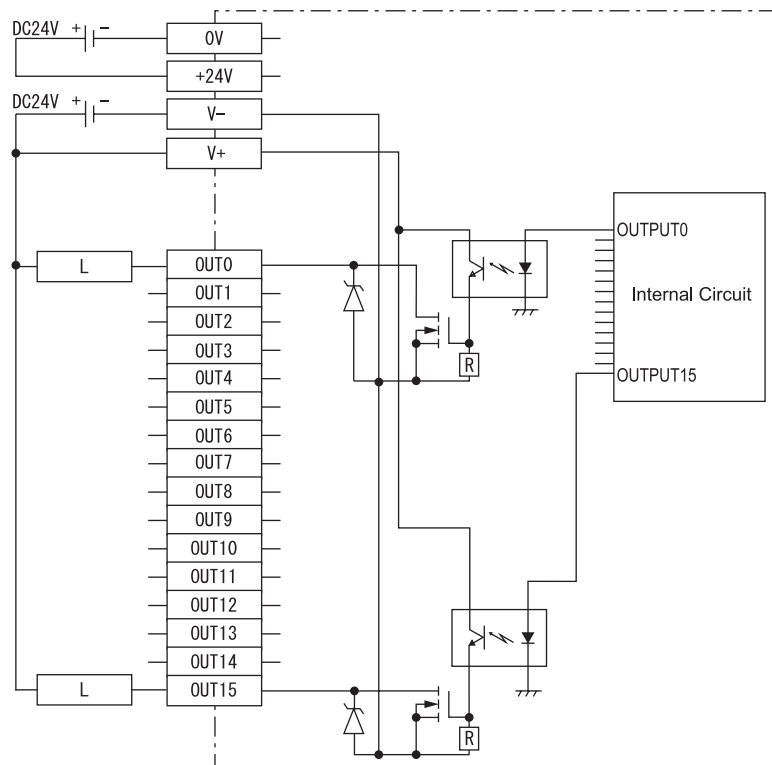 DC24V + −
0V
+24V
DC24V + −
V−
V+
OUTPUT0
L
OUT0
OUT1
Internal Circuit
OUT2
OUT3
R
OUT4
OUTPUT15
OUT5
OUT6
OUT7
OUT8
OUT9
OUT10
OUT11
OUT12
OUT13
OUT14
L
OUT15
R